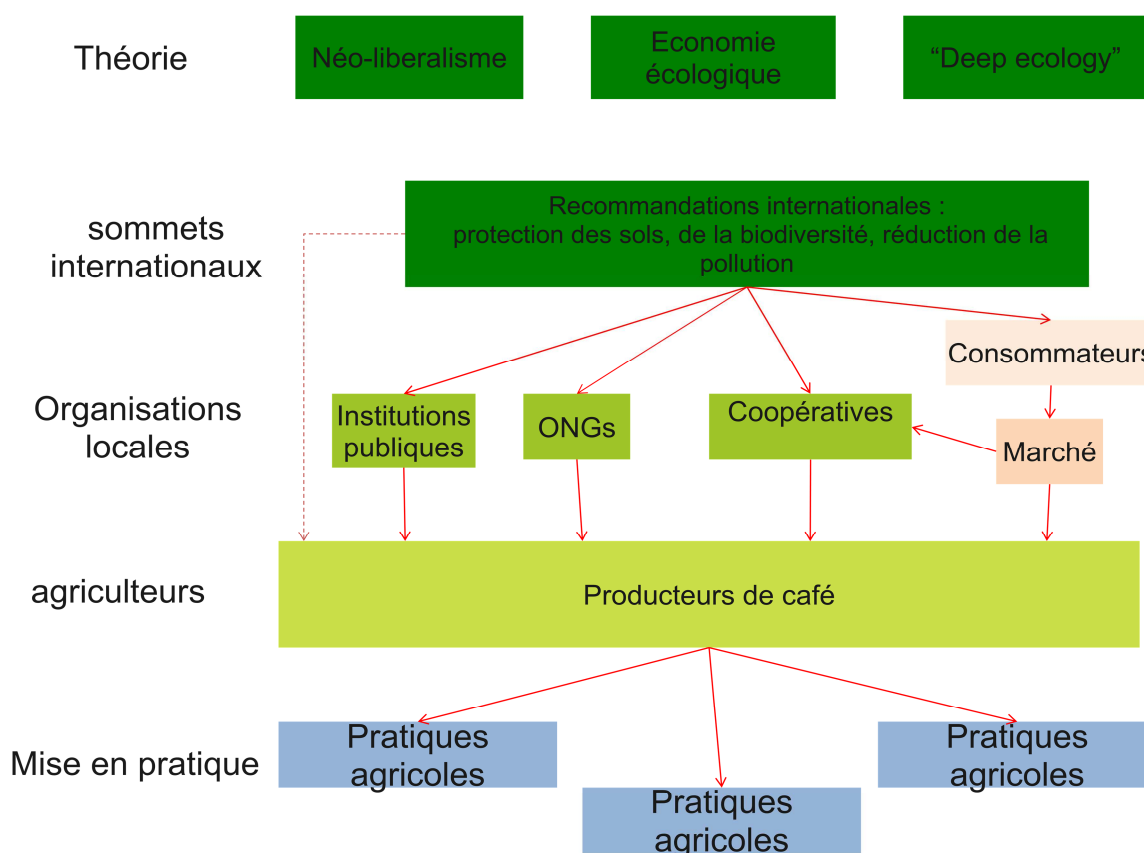 Théorie
Néo-liberalisme
Economie
écologique
“Deep ecology”
sommets
internationaux
Recommandations internationales :
protection des sols, de la biodiversité, réduction de la
pollution
Consommateurs
Organisations
locales
Institutions
publiques
ONGs
Coopératives
Marché
agriculteurs
Producteurs de café
Mise en pratique
Pratiques
agricoles
Pratiques
agricoles
Pratiques
agricoles